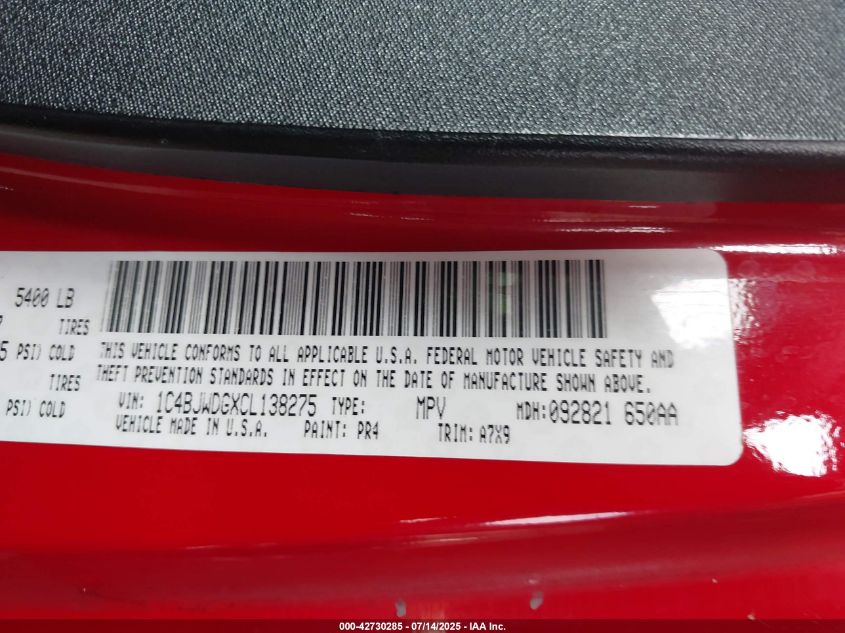 5400 LB
TIRES
5 PSI) COLD
TIRES
PSI) COLD
THIS VEHICLE CONFORMS TO ALL APPLICABLE U.S.A. FEDERAL MOTOR VEHICLE SAFETY AND
THEFT PREVENTION STANDARDS IN EFFECT ON THE DATE OF MANUFACTURE SHOWN ABOVE.
VIN: 1C4BJWDGXCL138275 TYPE: MPV MDH:092821 650AA
VEHICLE MADE IN U.S.A. PAINT: PR4 TRIM: A7X9
000-42730285 - 07/14/2025 - IAA Inc.